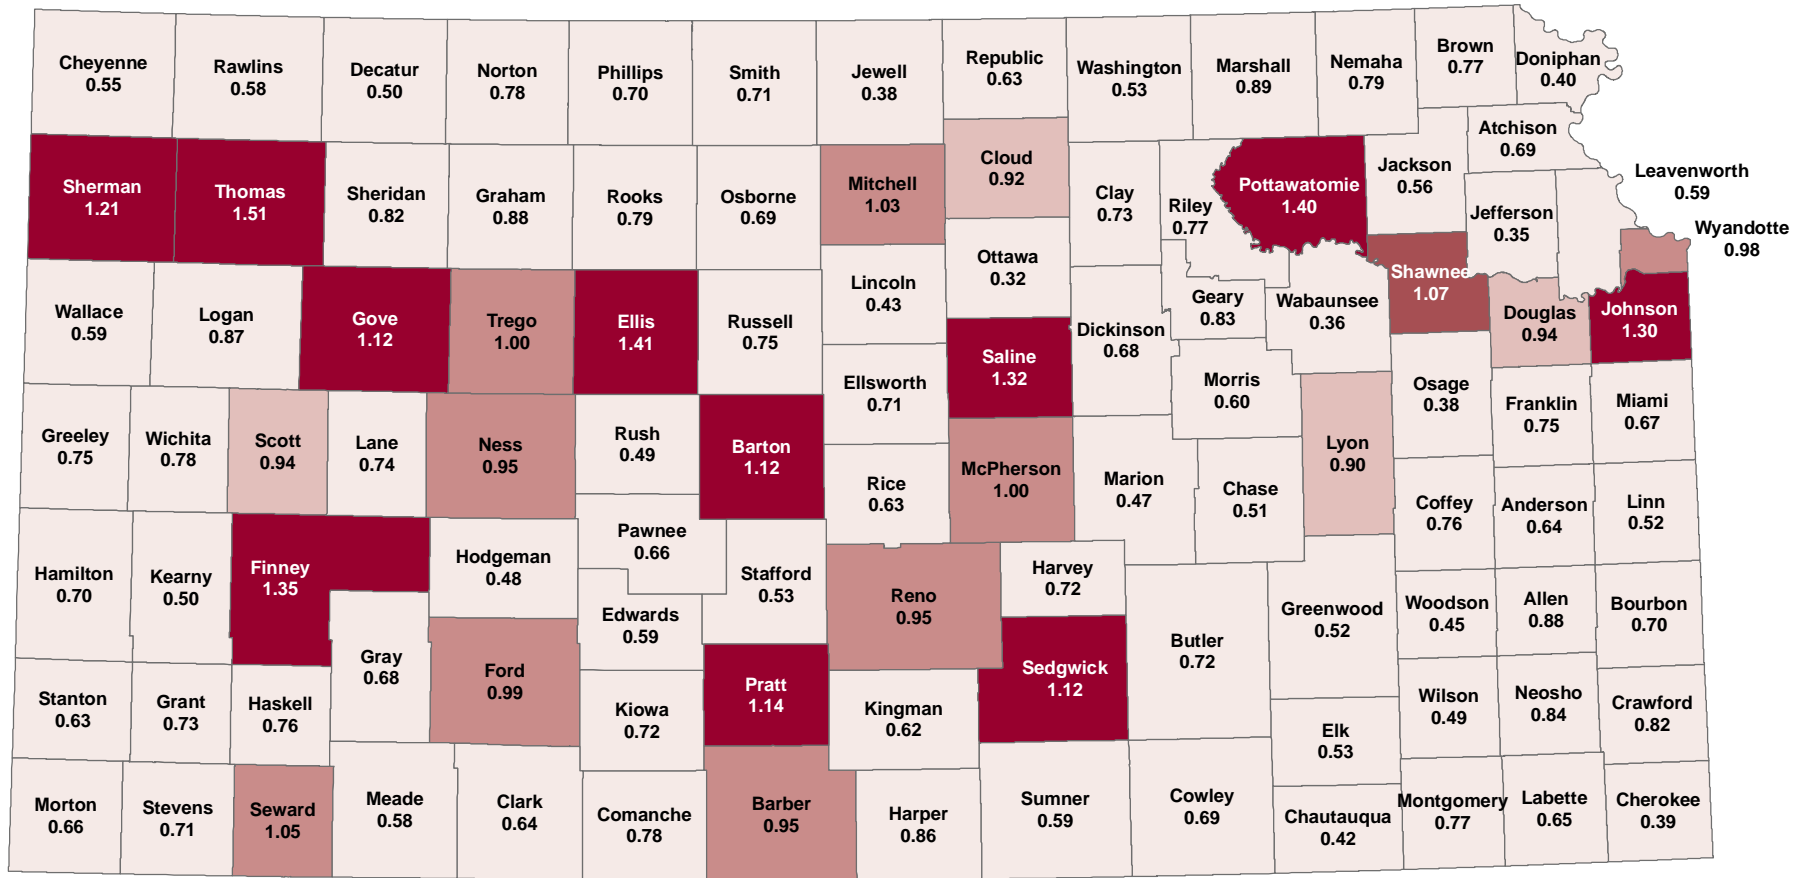 Cheyenne
0.55
Rawlins
0.58
Decatur
0.50
Norton
0.78
Phillips
0.70
Smith
0.71
Jewell
0.38
Republic
0.63
Washington
0.53
Marshall
0.89
Nemaha
0.79
Brown
0.77
Doniphan
0.40
Atchison
0.69
Sherman
1.21
Thomas
1.51
Sheridan
0.82
Graham
0.88
Rooks
0.79
Osborne
0.69
Mitchell
1.03
Cloud
0.92
Clay
0.73
Riley
0.77
Pottawatomie
1.40
Jackson
0.56
Jefferson
0.35
Leavenworth
0.59
Wyandotte
0.98
Wallace
0.59
Logan
0.87
Gove
1.12
Trego
1.00
Ellis
1.41
Russell
0.75
Lincoln
0.43
Ottawa
0.32
Saline
1.32
Dickinson
0.68
Geary
0.83
Wabaunsee
0.36
Shawnee
1.07
Douglas
0.94
Johnson
1.30
Greeley
0.75
Wichita
0.78
Scott
0.94
Lane
0.74
Ness
0.95
Rush
0.49
Barton
1.12
Ellsworth
0.71
Rice
0.63
McPherson
1.00
Marion
0.47
Morris
0.60
Chase
0.51
Lyon
0.90
Osage
0.38
Franklin
0.75
Miami
0.67
Coffey
0.76
Anderson
0.64
Linn
0.52
Hamilton
0.70
Kearny
0.50
Finney
1.35
Hodgeman
0.48
Pawnee
0.66
Stafford
0.53
Edwards
0.59
Gray
0.68
Ford
0.99
Reno
0.95
Harvey
0.72
Sedgwick
1.12
Butler
0.72
Greenwood
0.52
Woodson
0.45
Allen
0.88
Bourbon
0.70
Stanton
0.63
Grant
0.73
Haskell
0.76
Kiowa
0.72
Pratt
1.14
Kingman
0.62
Elk
0.53
Wilson
0.49
Neosho
0.84
Crawford
0.82
Morton
0.66
Stevens
0.71
Seward
1.05
Meade
0.58
Clark
0.64
Comanche
0.78
Barber
0.95
Harper
0.86
Sumner
0.59
Cowley
0.69
Chautauqua
0.42
Montgomery
0.77
Labette
0.65
Cherokee
0.39